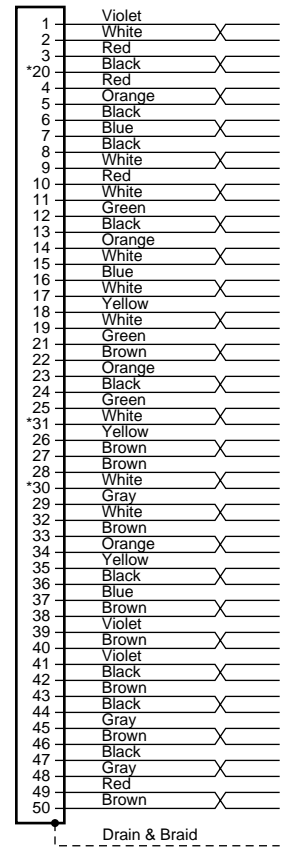 1 Violet
2 White
3 Red
*20 Black
4 Red
5 Orange
6 Black
7 Blue
8 Black
9 White
10 Red
11 White
12 Green
13 Black
14 Orange
15 White
16 Blue
17 White
18 Yellow
19 White
21 Green
22 Brown
23 Orange
24 Black
25 Green
*31 White
26 Yellow
27 Brown
28 Brown
*30 White
29 Gray
32 White
33 Brown
34 Orange
35 Yellow
36 Black
37 Blue
38 Brown
39 Violet
40 Brown
41 Violet
42 Black
43 Brown
44 Black
45 Gray
46 Brown
47 Black
48 Gray
49 Red
50 Brown
Drain & Braid